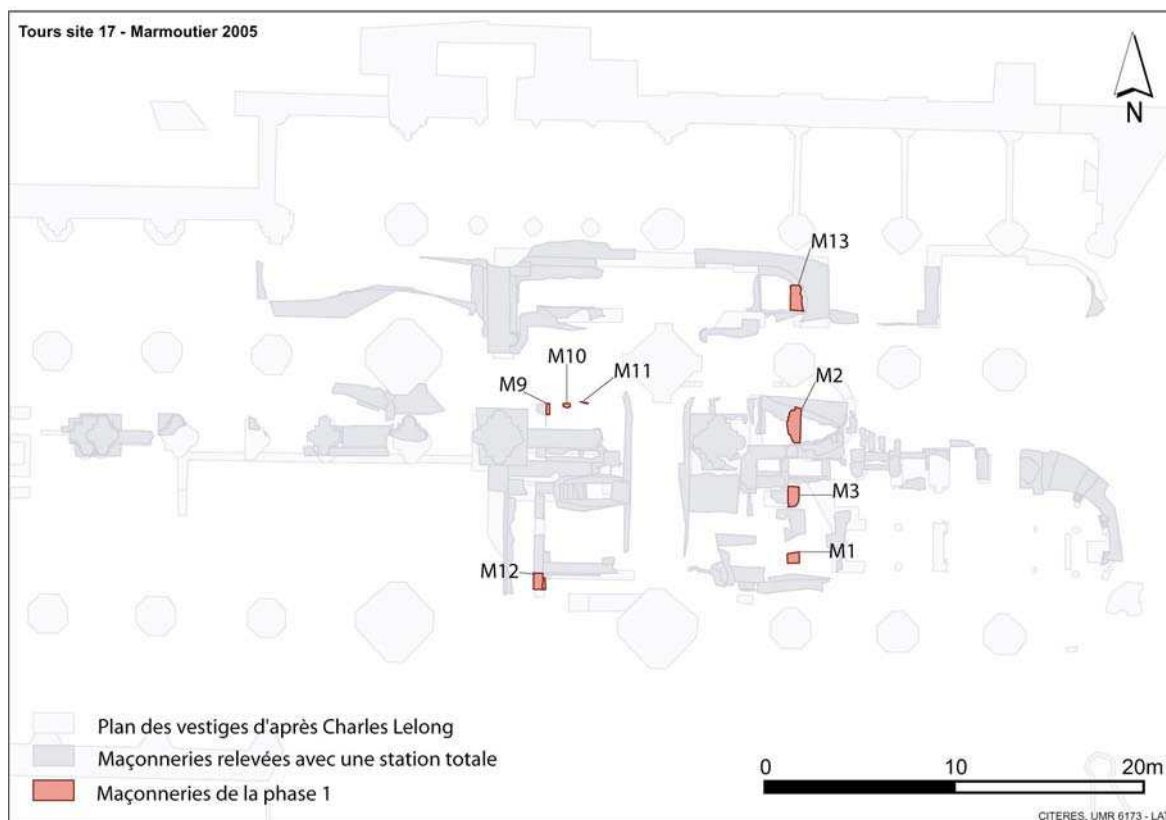 Tours site 17 - Marmoutier 2005
N
M13
M10
M11
M9
M2
M3
M1
M12
Plan des vestiges d'après Charles Lelong
Maçonneries relevées avec une station totale
Maçonneries de la phase 1
0 10 20m
CITERES, UMR 6173 - LAT